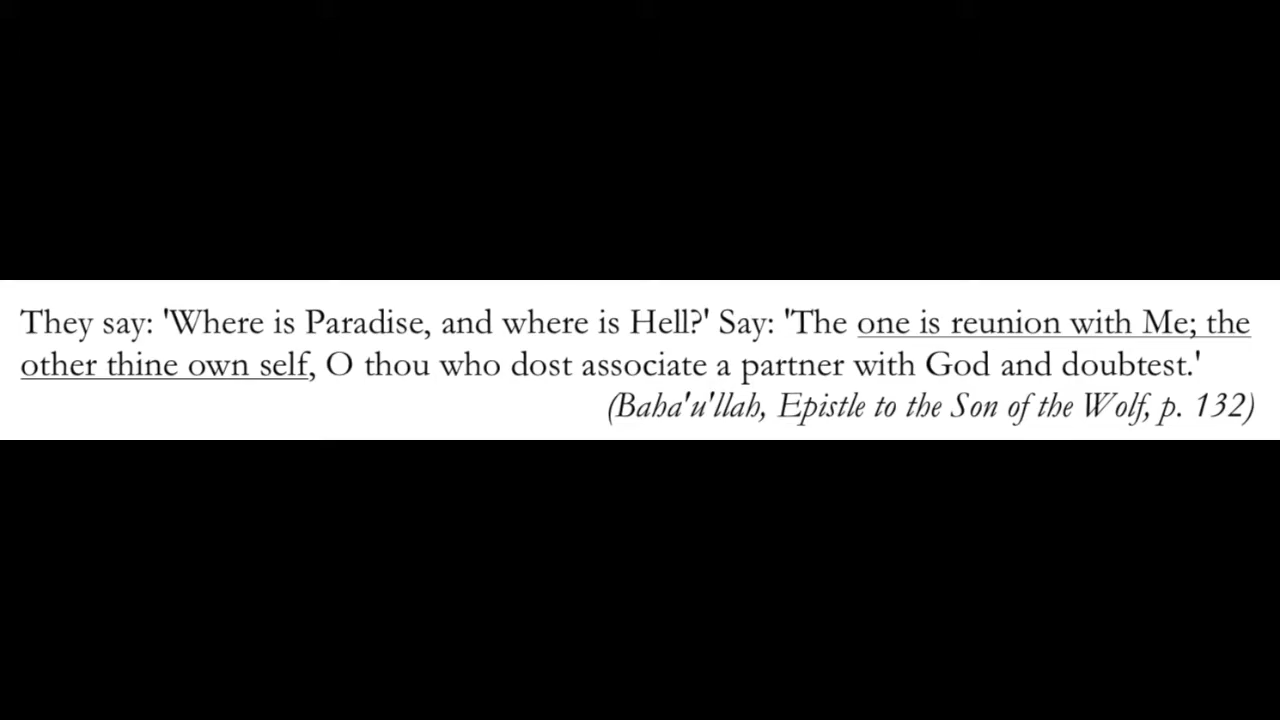 They say: 'Where is Paradise, and where is Hell?' Say: 'The one is reunion with Me; the
other thine own self, O thou who dost associate a partner with God and doubtest.'
(Baha'u'llah, Epistle to the Son of the Wolf, p. 132)